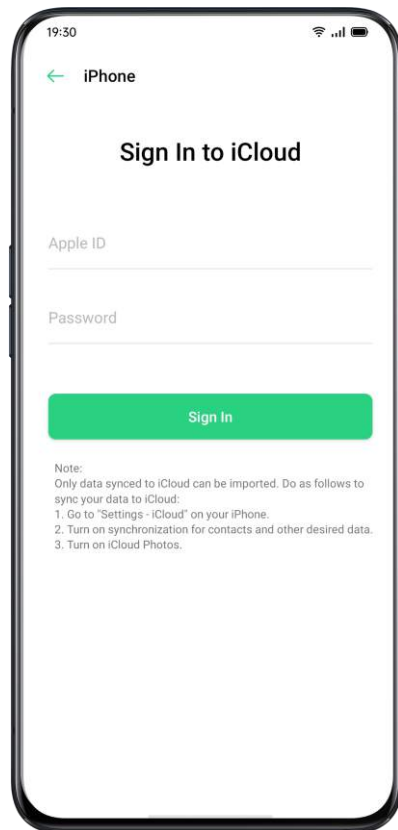 19:30
iPhone
Sign In to iCloud
Apple ID
Password
Sign In
Note:
Only data synced to iCloud can be imported. Do as follows to
sync your data to iCloud:
1. Go to "Settings - iCloud" on your iPhone.
2. Turn on synchronization for contacts and other desired data.
3. Turn on iCloud Photos.